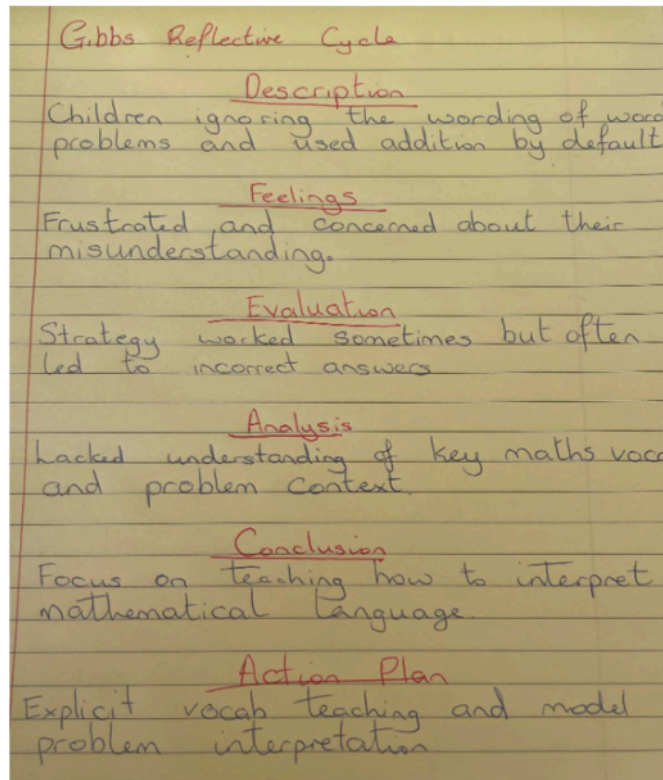 Gibbs Reflective Cycle
Description
Children ignoring the wording of word
problems and used addition by default
Feelings
Frustrated and concerned about their
misunderstanding.
Evaluation
Strategy worked sometimes but often
led to incorrect answers
Analysis
Lacked understanding of key maths voca
and problem context.
Conclusion
Focus on teaching how to interpret
mathematical language.
Action Plan
Explicit vocab teaching and model
problem interpretation